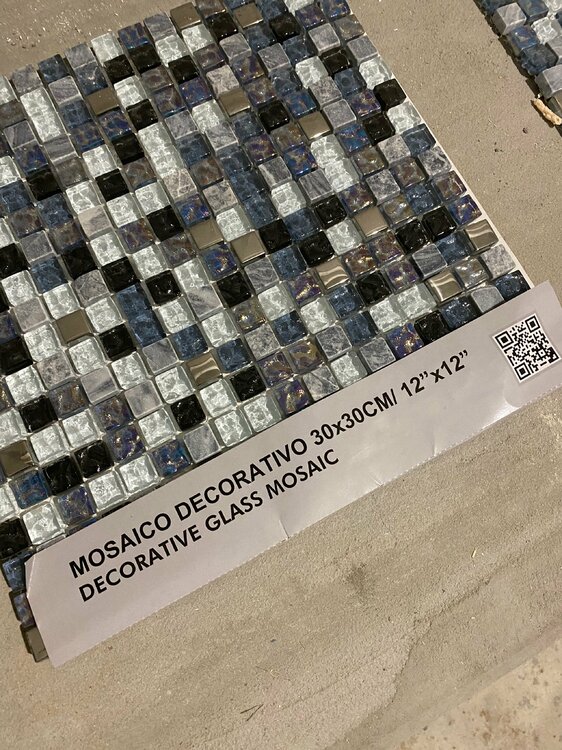 MOSAICO DECORATIVO 30x30CM/ 12”x12”
DECORATIVE GLASS MOSAIC